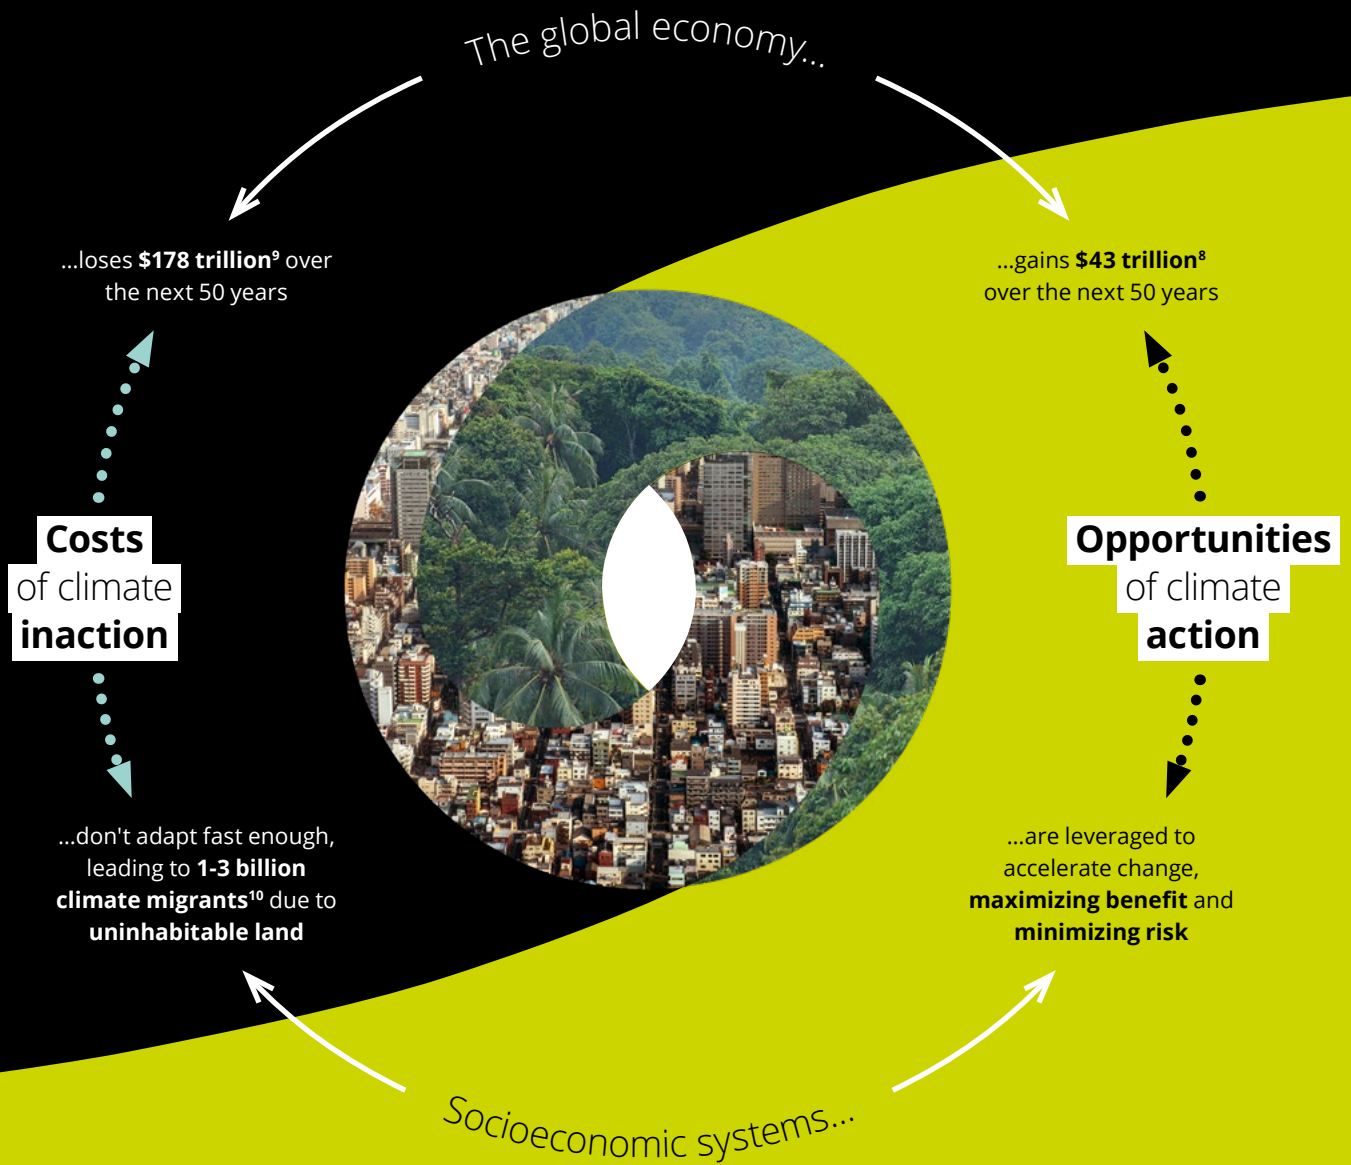 The global economy...
...loses $178 trillion⁹ over
the next 50 years
...gains $43 trillion⁸
over the next 50 years
Costs
of climate
inaction
Opportunities
of climate
action
...don't adapt fast enough,
leading to 1-3 billion
climate migrants¹⁰ due to
uninhabitable land
...are leveraged to
accelerate change,
maximizing benefit and
minimizing risk
Socioeconomic systems...